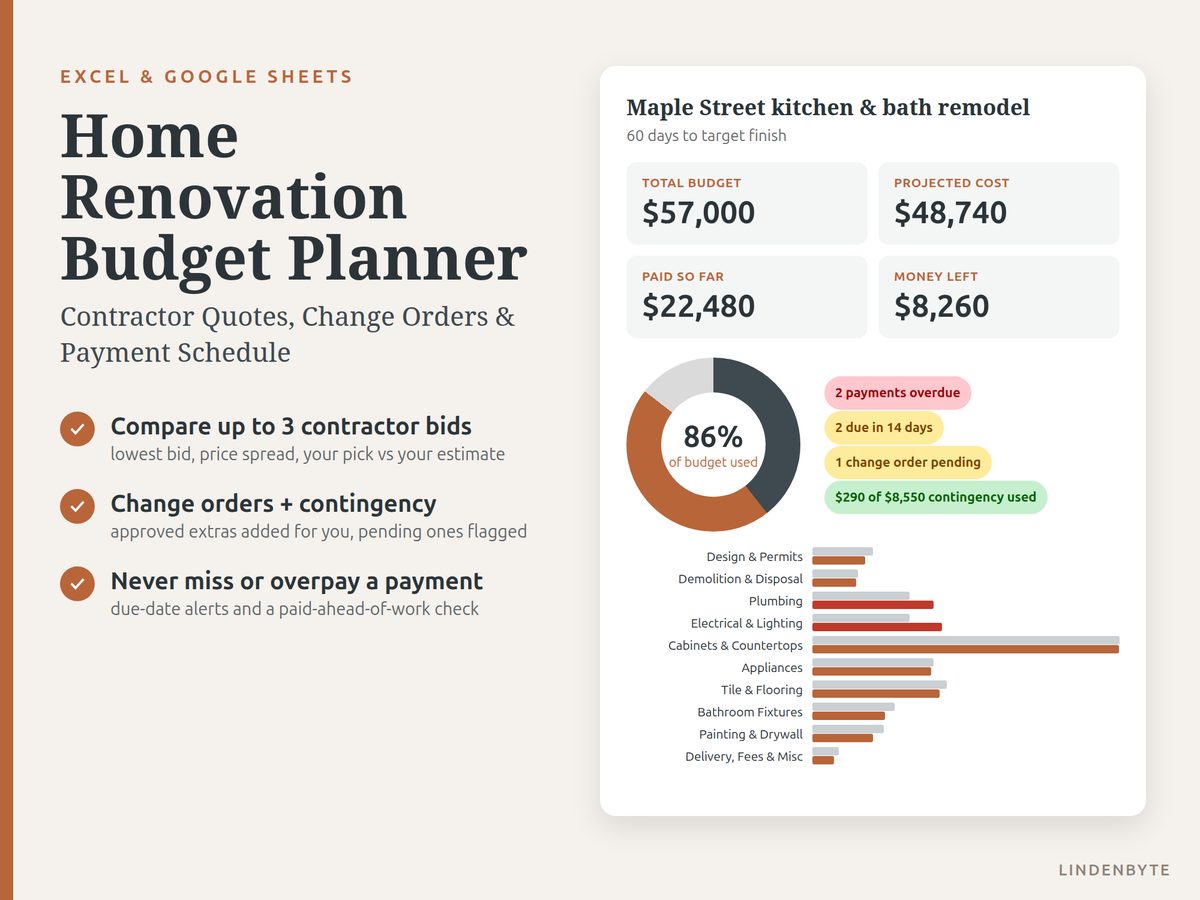 EXCEL & GOOGLE SHEETS
Home
Renovation
Budget Planner
Contractor Quotes, Change Orders &
Payment Schedule
Compare up to 3 contractor bids
lowest bid, price spread, your pick vs your estimate
Change orders + contingency
approved extras added for you, pending ones flagged
Never miss or overpay a payment
due-date alerts and a paid-ahead-of-work check
Maple Street kitchen & bath remodel
60 days to target finish
TOTAL BUDGET
$57,000
PROJECTED COST
$48,740
PAID SO FAR
$22,480
MONEY LEFT
$8,260
86%
of budget used
2 payments overdue
2 due in 14 days
1 change order pending
$290 of $8,550 contingency used
Design & Permits
Demolition & Disposal
Plumbing
Electrical & Lighting
Cabinets & Countertops
Appliances
Tile & Flooring
Bathroom Fixtures
Painting & Drywall
Delivery, Fees & Misc
LINDENBYTE